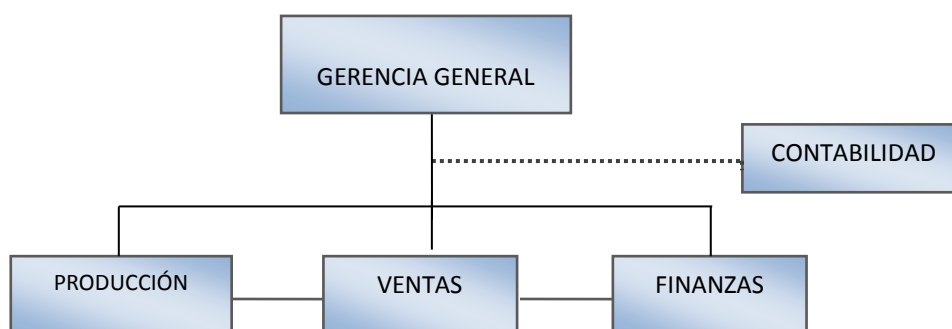 GERENCIA GENERAL
CONTABILIDAD
PRODUCCIÓN
VENTAS
FINANZAS